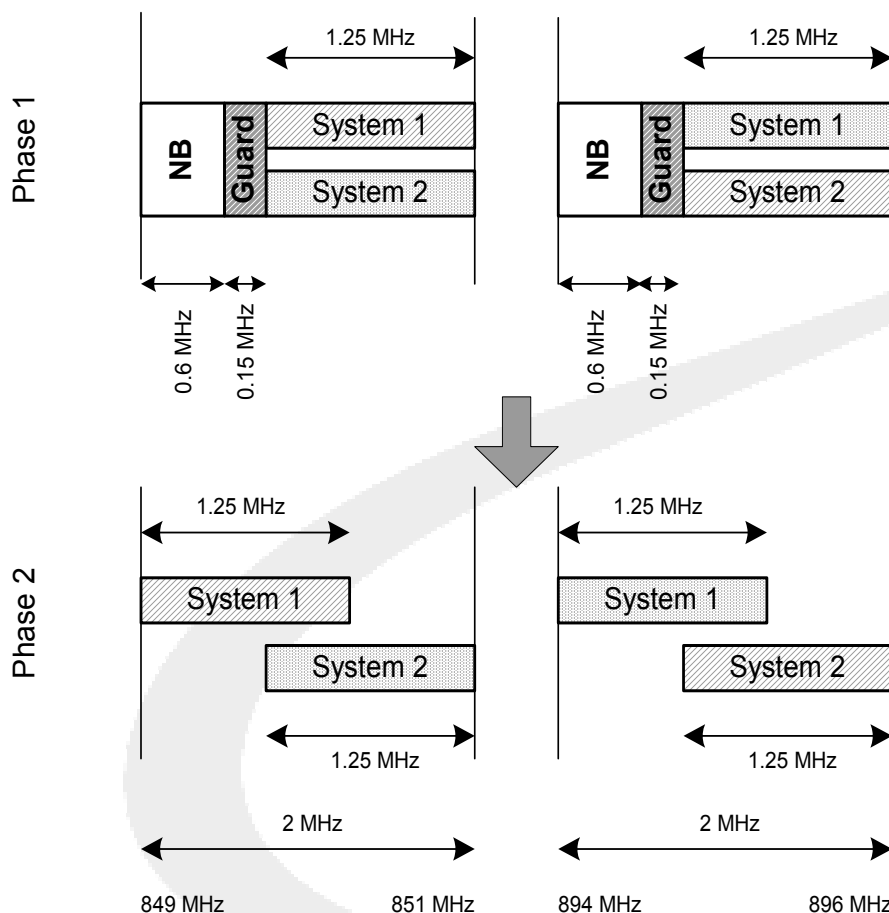 Phase 1
1.25 MHz
1.25 MHz
NB
Guard
System 1
System 2
NB
Guard
System 1
System 2
0.6 MHz
0.15 MHz
0.6 MHz
0.15 MHz
Phase 2
1.25 MHz
1.25 MHz
System 1
System 1
System 2
System 2
1.25 MHz
1.25 MHz
2 MHz
2 MHz
849 MHz
851 MHz
894 MHz
896 MHz